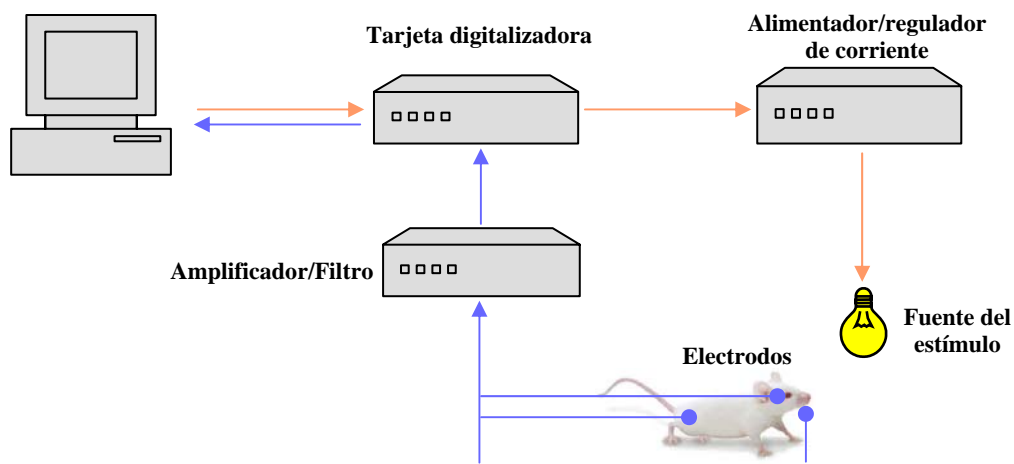 Tarjeta digitalizadora
Alimentador/regulador
de corriente
Amplificador/Filtro
Fuente del
estímulo
Electrodos